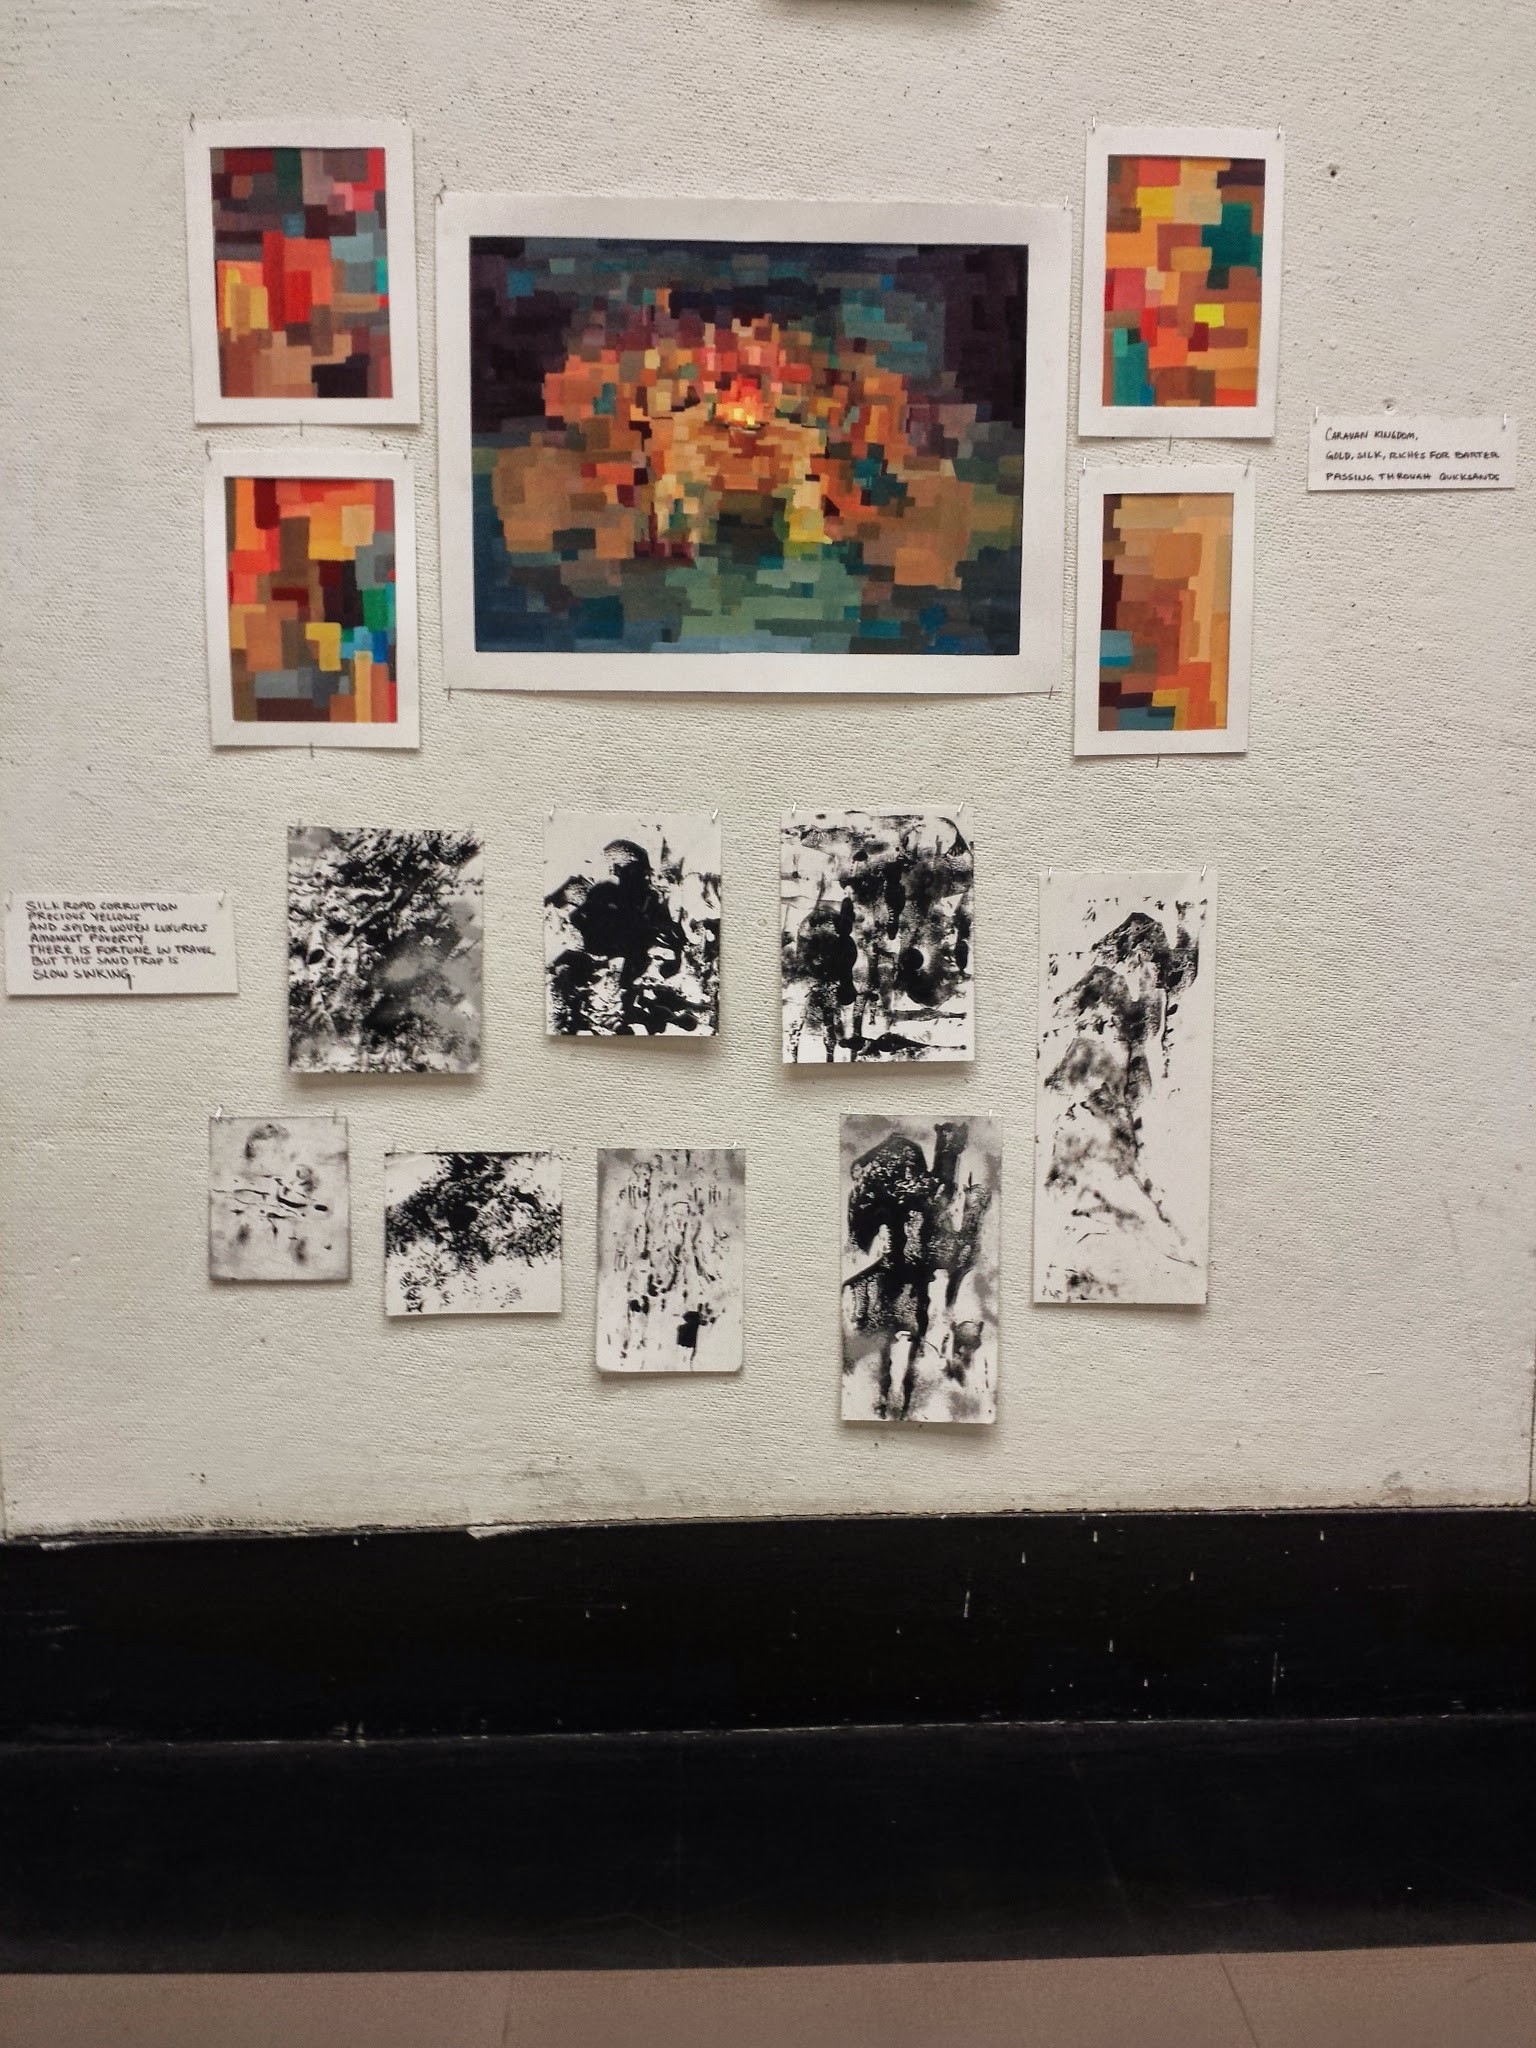 CARAVAN KINGDOM,
GOLD, SILK, RICHES FOR BARTER
PASSING THROUGH QUICKSANDS
SILK ROAD CORRUPTION
PRECIOUS YELLOWS
AND SPIDER WOVEN LUXURIES
AMONGST POVERTY
THERE IS FORTUNE IN TRAVEL,
BUT THIS SAND TRAP IS
SLOW SINKING.